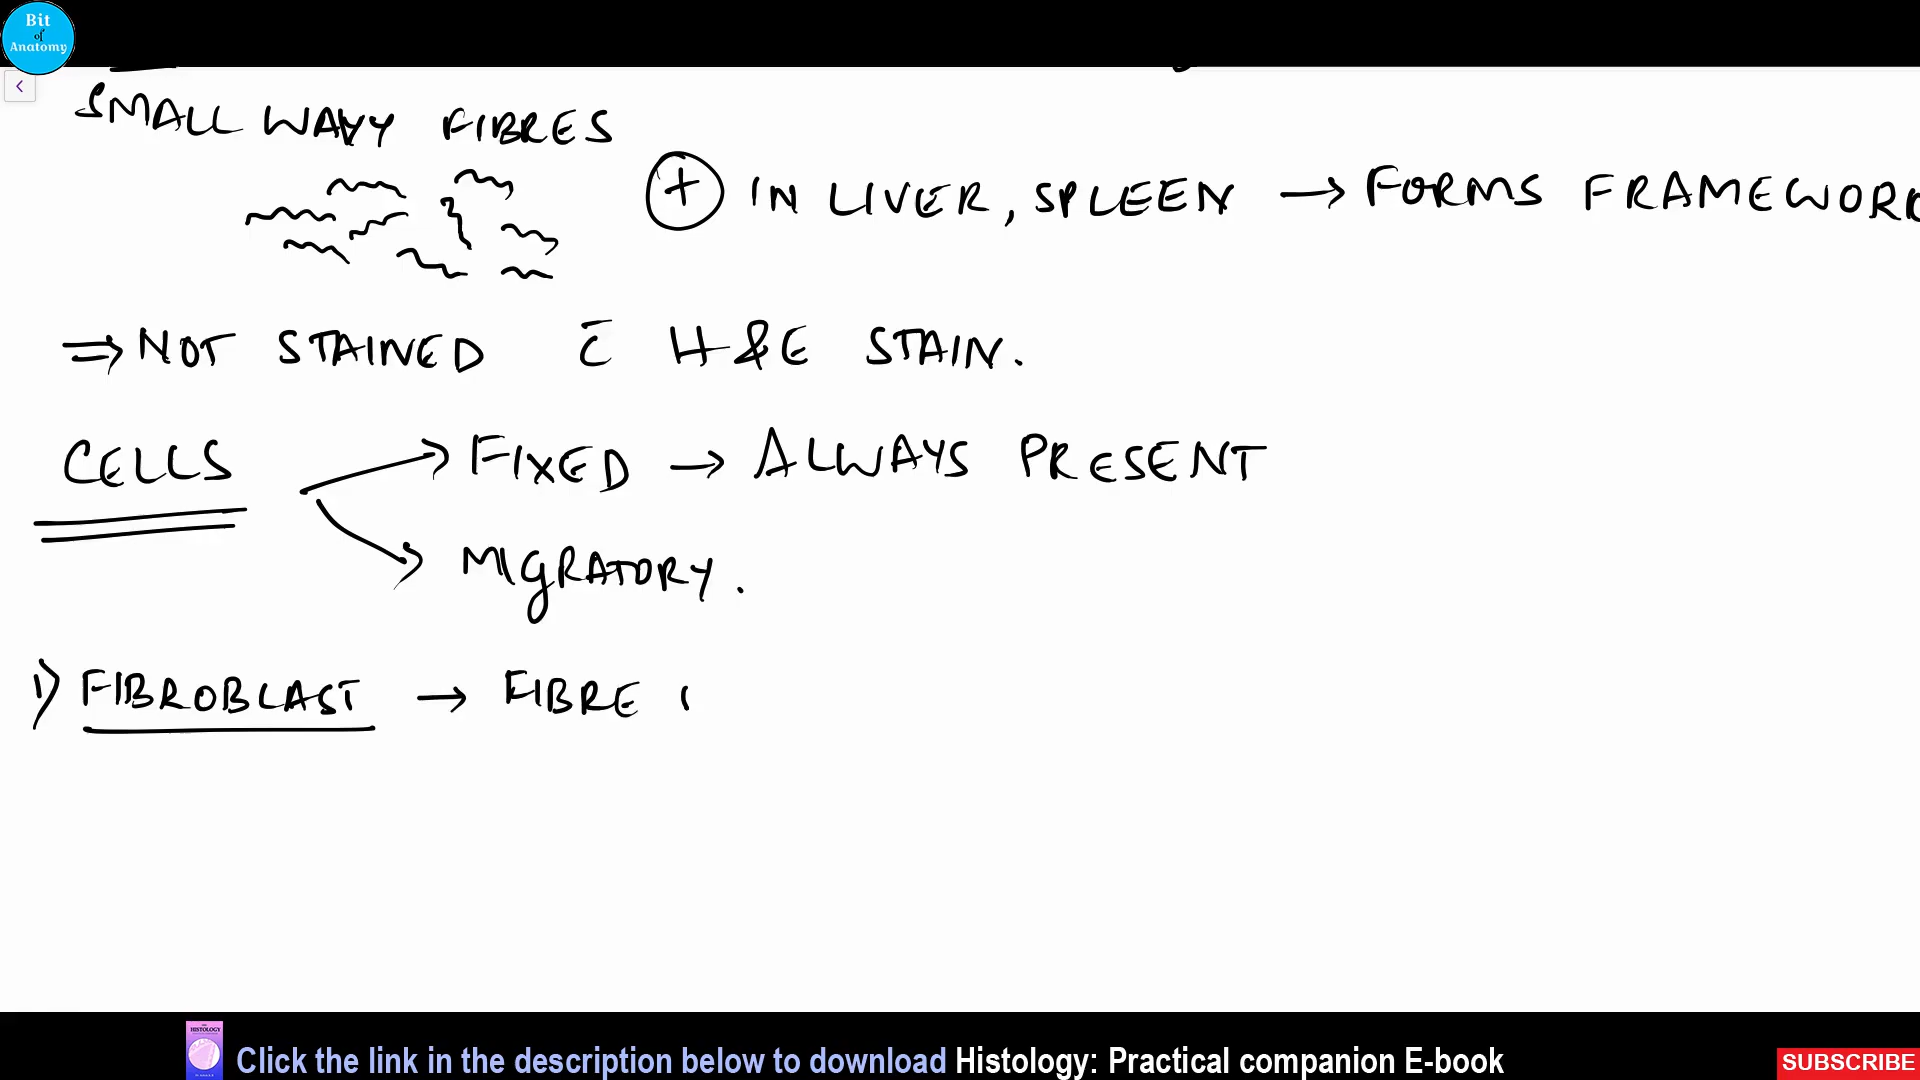 Bit
of
Anatomy
SMALL WAVY FIBRES
+ IN LIVER, SPLEEN → FORMS FRAMEWORK
⇒ NOT STAINED c̄ H&E STAIN.
CELLS → FIXED → ALWAYS PRESENT
→ MIGRATORY.
1) FIBROBLAST → FIBRE
HISTOLOGY
Click the link in the description below to download Histology: Practical companion E-book
SUBSCRIBE